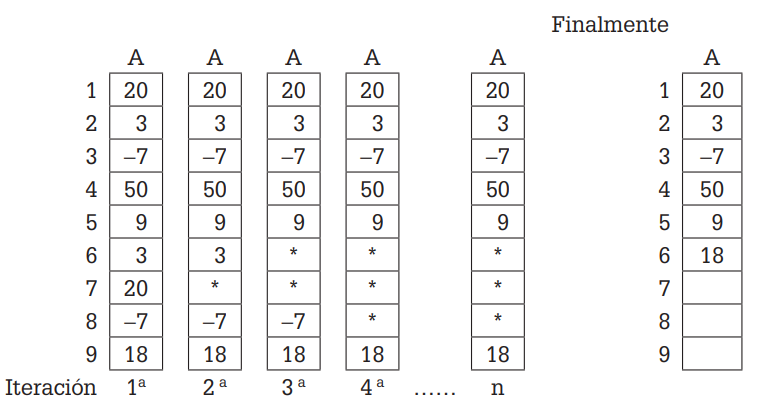 Finalmente
A A A A A A
1 20 20 20 20 20 1 20
2 3 3 3 3 3 2 3
3 –7 –7 –7 –7 –7 3 –7
4 50 50 50 50 50 4 50
5 9 9 9 9 9 5 9
6 3 3 * * * 6 18
7 20 * * * * 7
8 –7 –7 –7 * * 8
9 18 18 18 18 18 9
Iteración 1ª 2ª 3ª 4ª ...... n